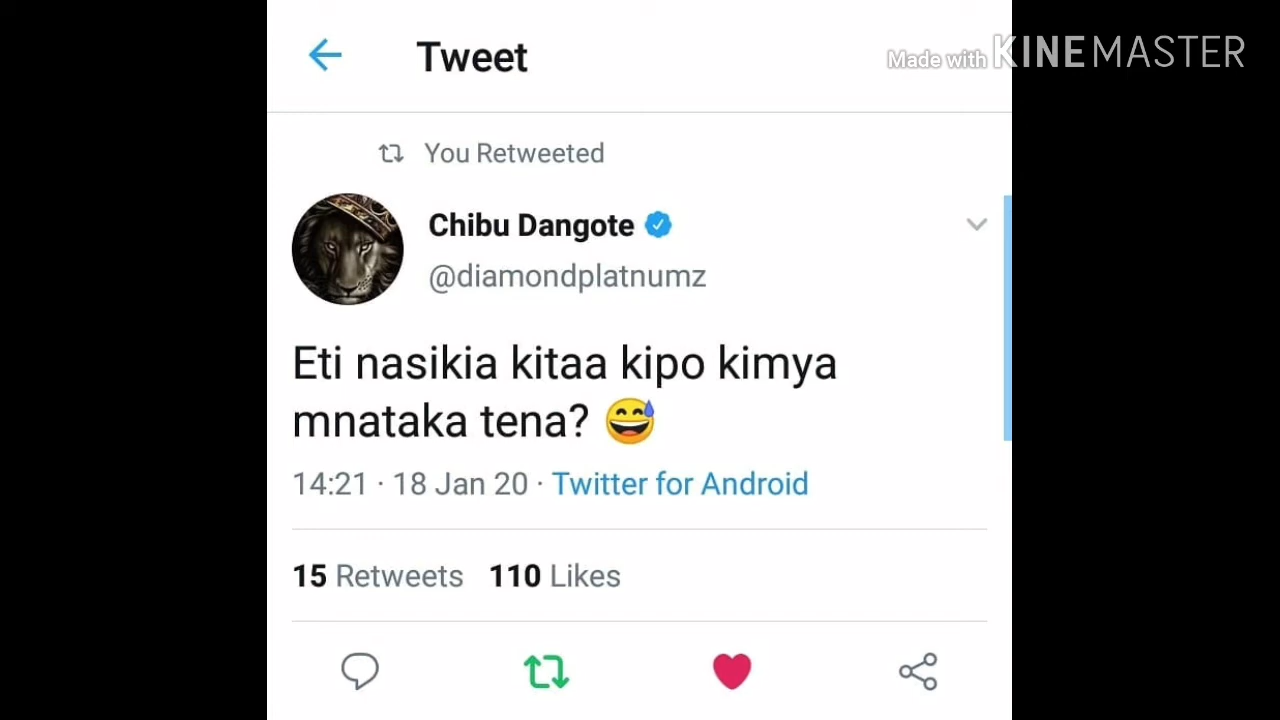 Tweet
Made with KINEMASTER
You Retweeted
Chibu Dangote
@diamondplatnumz
Eti nasikia kitaa kipo kimya
mnataka tena? 😅
14:21 · 18 Jan 20 · Twitter for Android
15 Retweets 110 Likes